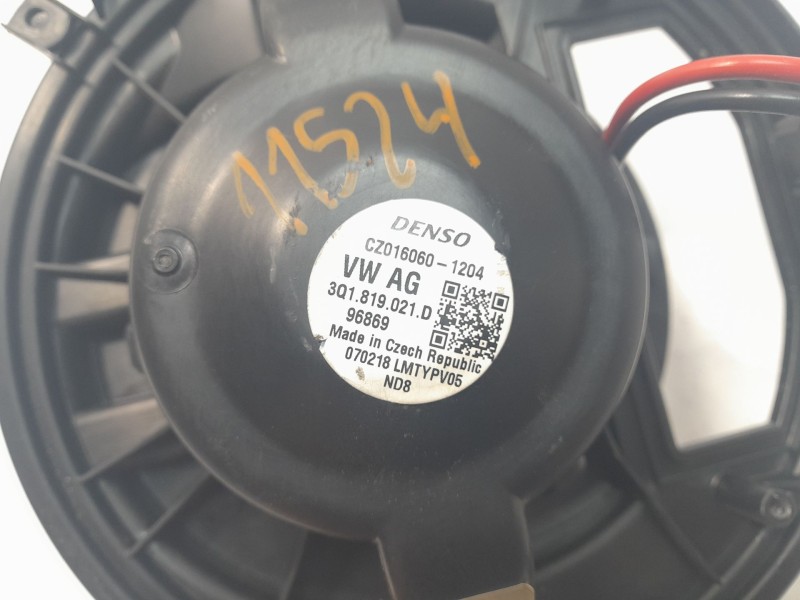 11524
DENSO
CZ016060-1204
VW AG
3Q1.819.021.D
96869
Made in Czech Republic
070218 LMTYPV05
ND8